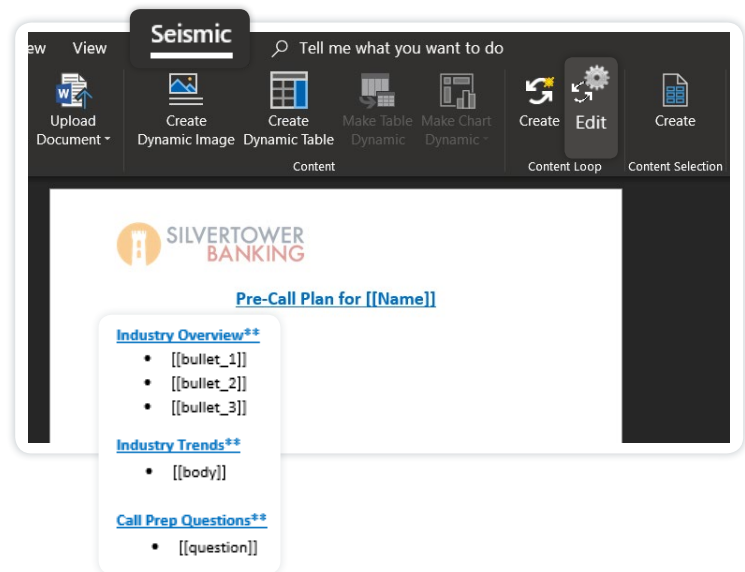 ew View Seismic Tell me what you want to do
Upload Document
Create Dynamic Image
Create Dynamic Table
Make Table Dynamic
Make Chart Dynamic
Create
Edit
Create
Content
Content Loop
Content Selection
W
SILVERTOWER
BANKING
Pre-Call Plan for [[Name]]
Industry Overview**
• [[bullet_1]]
• [[bullet_2]]
• [[bullet_3]]
Industry Trends**
• [[body]]
Call Prep Questions**
• [[question]]